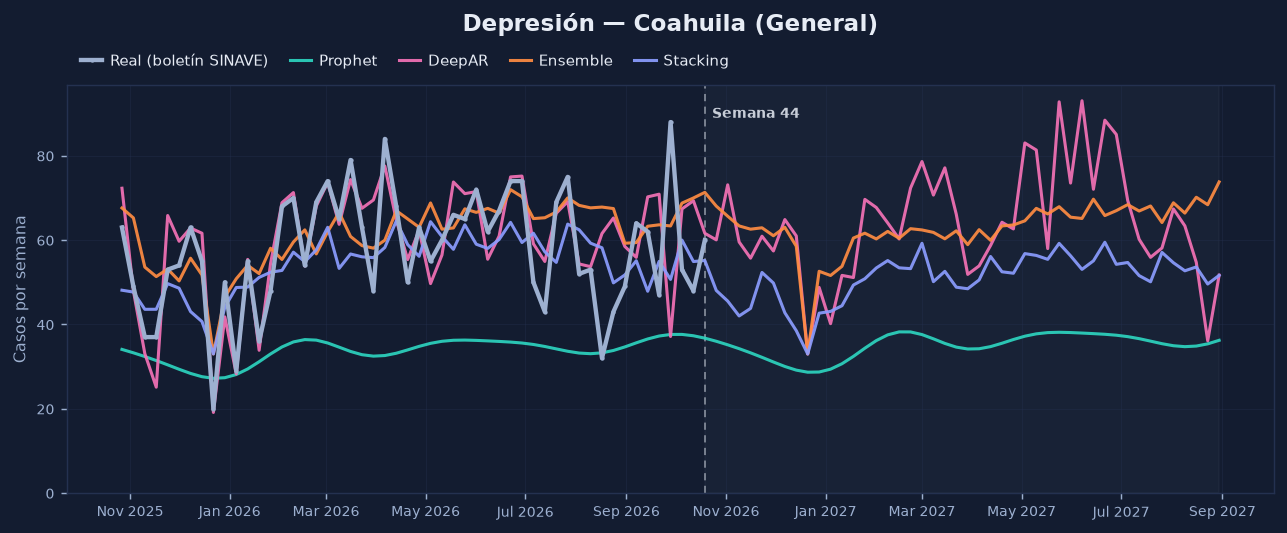 Depresión — Coahuila (General)
Real (boletín SINAVE) Prophet DeepAR Ensemble Stacking
Semana 44
Casos por semana
80
60
40
20
0
Nov 2025 Jan 2026 Mar 2026 May 2026 Jul 2026 Sep 2026 Nov 2026 Jan 2027 Mar 2027 May 2027 Jul 2027 Sep 2027